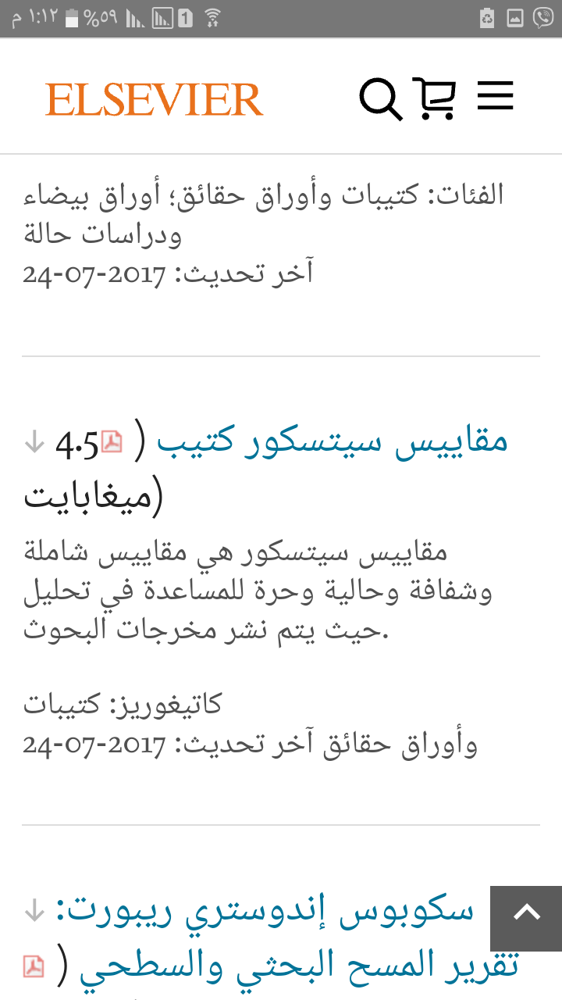 ١:١٢ م ٥٩% 1
ELSEVIER
الفئات: كتيبات وأوراق حقائق؛ أوراق بيضاء
ودراسات حالة
آخر تحديث: 2017-07-24
مقاييس سيتسكور كتيب ( 4.5
ميغابايت)
مقاييس سيتسكور هي مقاييس شاملة
وشفافة وحالية وحرة للمساعدة في تحليل
حيث يتم نشر مخرجات البحوث.
كاتيغوريز: كتيبات
وأوراق حقائق آخر تحديث: 2017-07-24
سكوبوس إندوستري ريبورت:
تقرير المسح البحثي والسطحي (